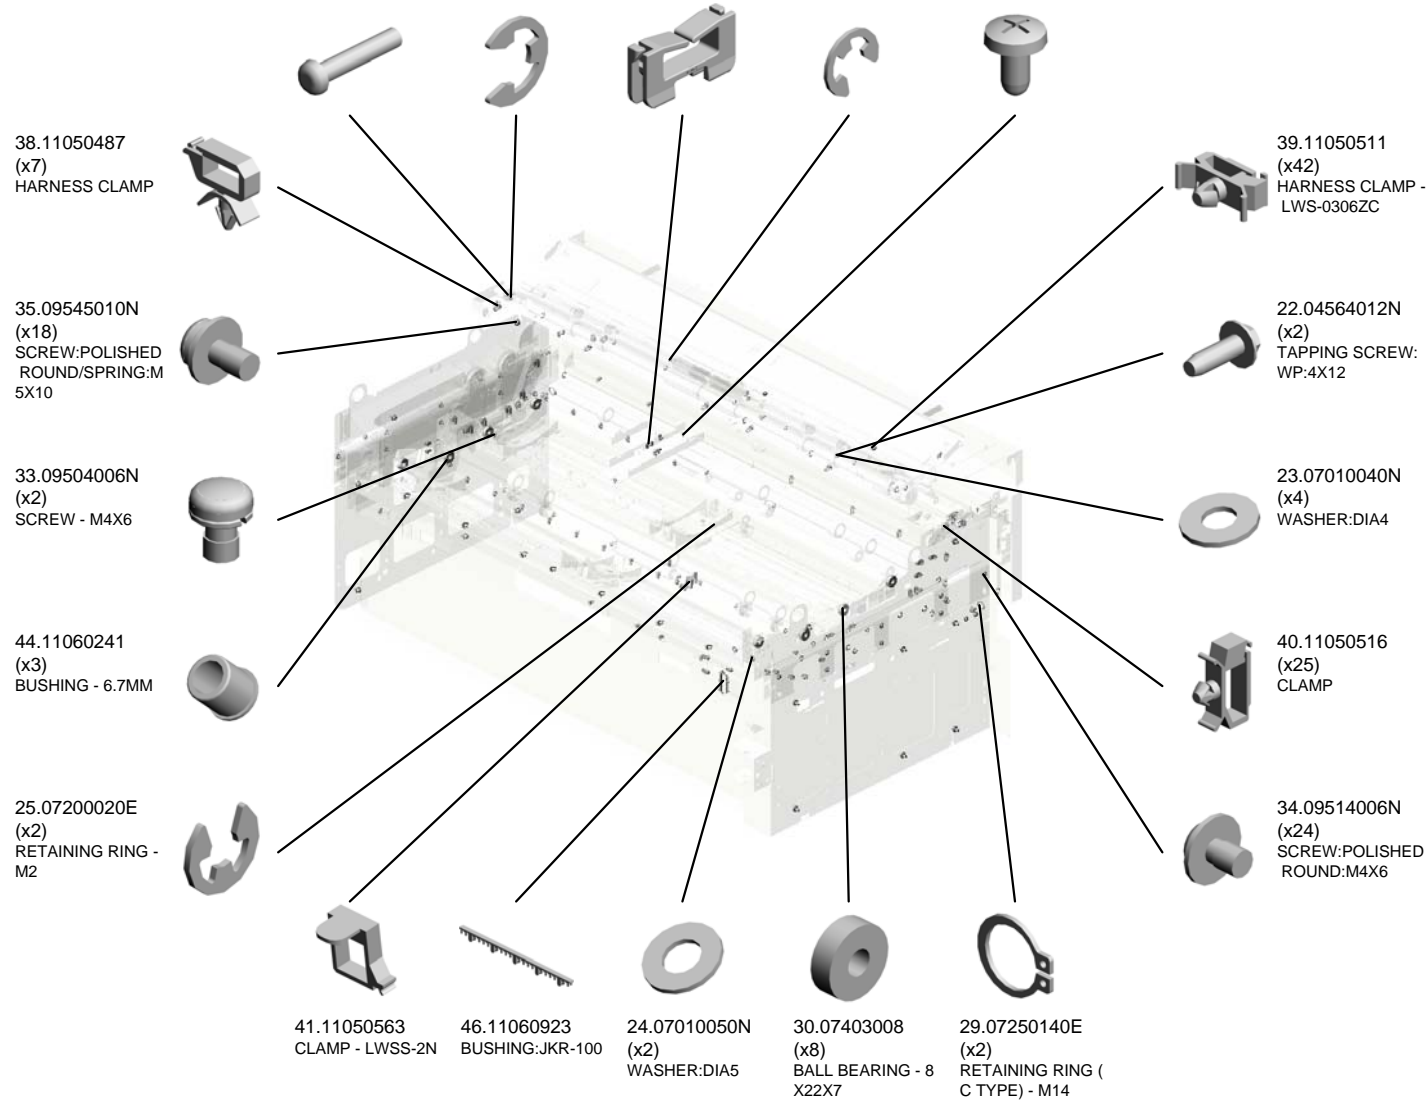 38.11050487
(x7)
HARNESS CLAMP
35.09545010N
(x18)
SCREW:POLISHED
ROUND/SPRING:M
5X10
33.09504006N
(x2)
SCREW - M4X6
44.11060241
(x3)
BUSHING - 6.7MM
25.07200020E
(x2)
RETAINING RING -
M2
39.11050511
(x42)
HARNESS CLAMP -
LWS-0306ZC
22.04564012N
(x2)
TAPPING SCREW:
WP:4X12
23.07010040N
(x4)
WASHER:DIA4
40.11050516
(x25)
CLAMP
34.09514006N
(x24)
SCREW:POLISHED
ROUND:M4X6
41.11050563
CLAMP - LWSS-2N
46.11060923
BUSHING:JKR-100
24.07010050N
(x2)
WASHER:DIA5
30.07403008
(x8)
BALL BEARING - 8
X22X7
29.07250140E
(x2)
RETAINING RING (
C TYPE) - M14